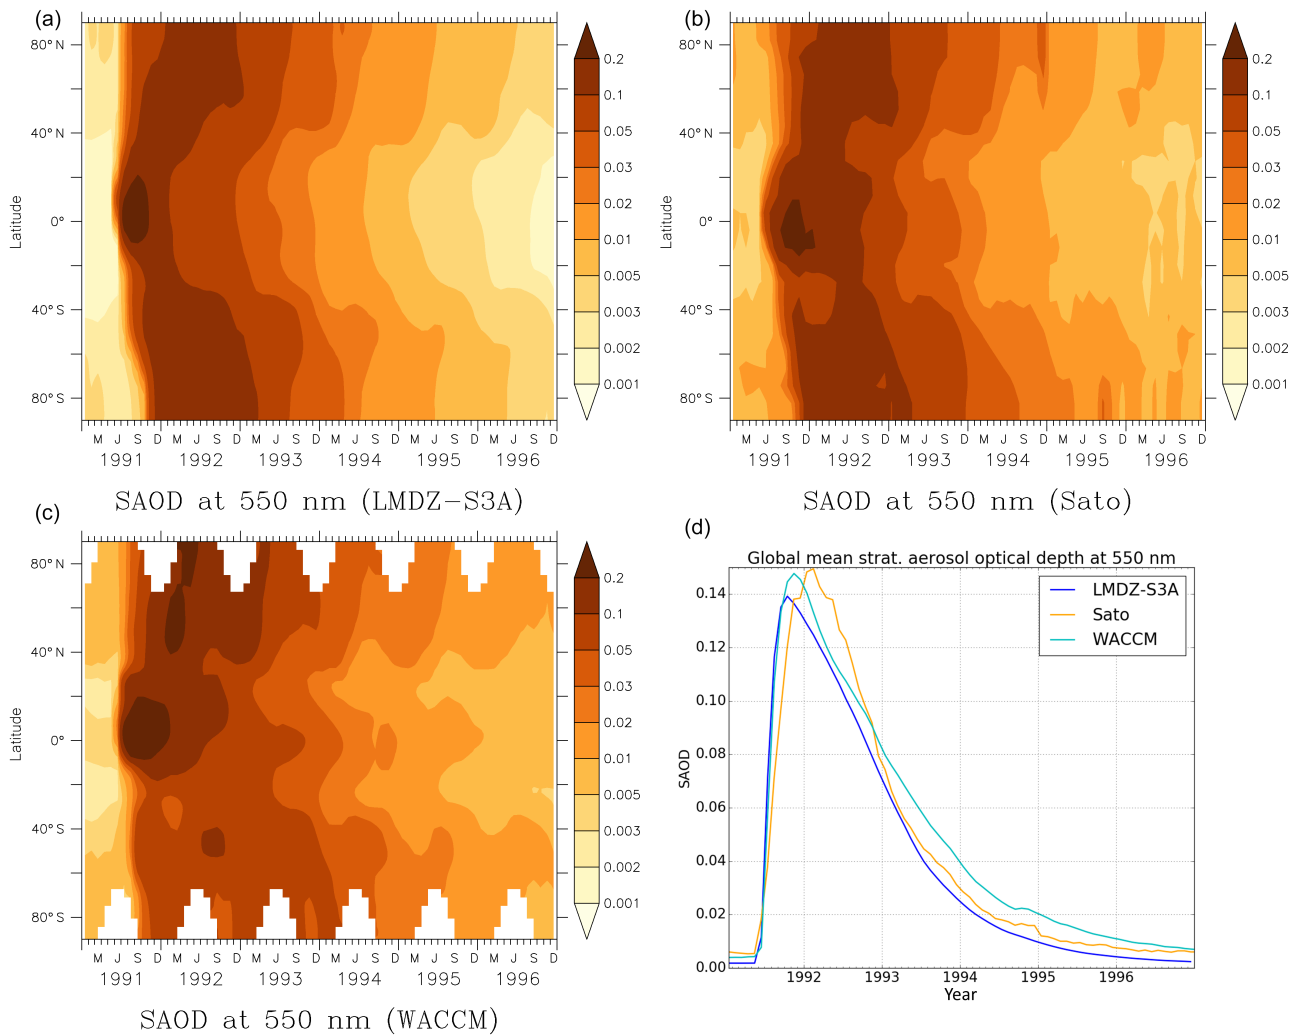 (a)
80°N
40°N
0°
40°S
80°S
Latitude
M J S D M J S D M J S D M J S D M J S D M J S D
1991 1992 1993 1994 1995 1996
0.2
0.1
0.05
0.03
0.02
0.01
0.005
0.003
0.002
0.001
SAOD at 550 nm (LMDZ-S3A)
(b)
80°N
40°N
0°
40°S
80°S
Latitude
M J S D M J S D M J S D M J S D M J S D M J S D
1991 1992 1993 1994 1995 1996
0.2
0.1
0.05
0.03
0.02
0.01
0.005
0.003
0.002
0.001
SAOD at 550 nm (Sato)
(c)
80°N
40°N
0°
40°S
80°S
Latitude
M J S D M J S D M J S D M J S D M J S D M J S D
1991 1992 1993 1994 1995 1996
0.2
0.1
0.05
0.03
0.02
0.01
0.005
0.003
0.002
0.001
SAOD at 550 nm (WACCM)
(d)
Global mean strat. aerosol optical depth at 550 nm
LMDZ-S3A
Sato
WACCM
0.14
0.12
0.10
0.08
0.06
0.04
0.02
0.00
SAOD
1992 1993 1994 1995 1996
Year